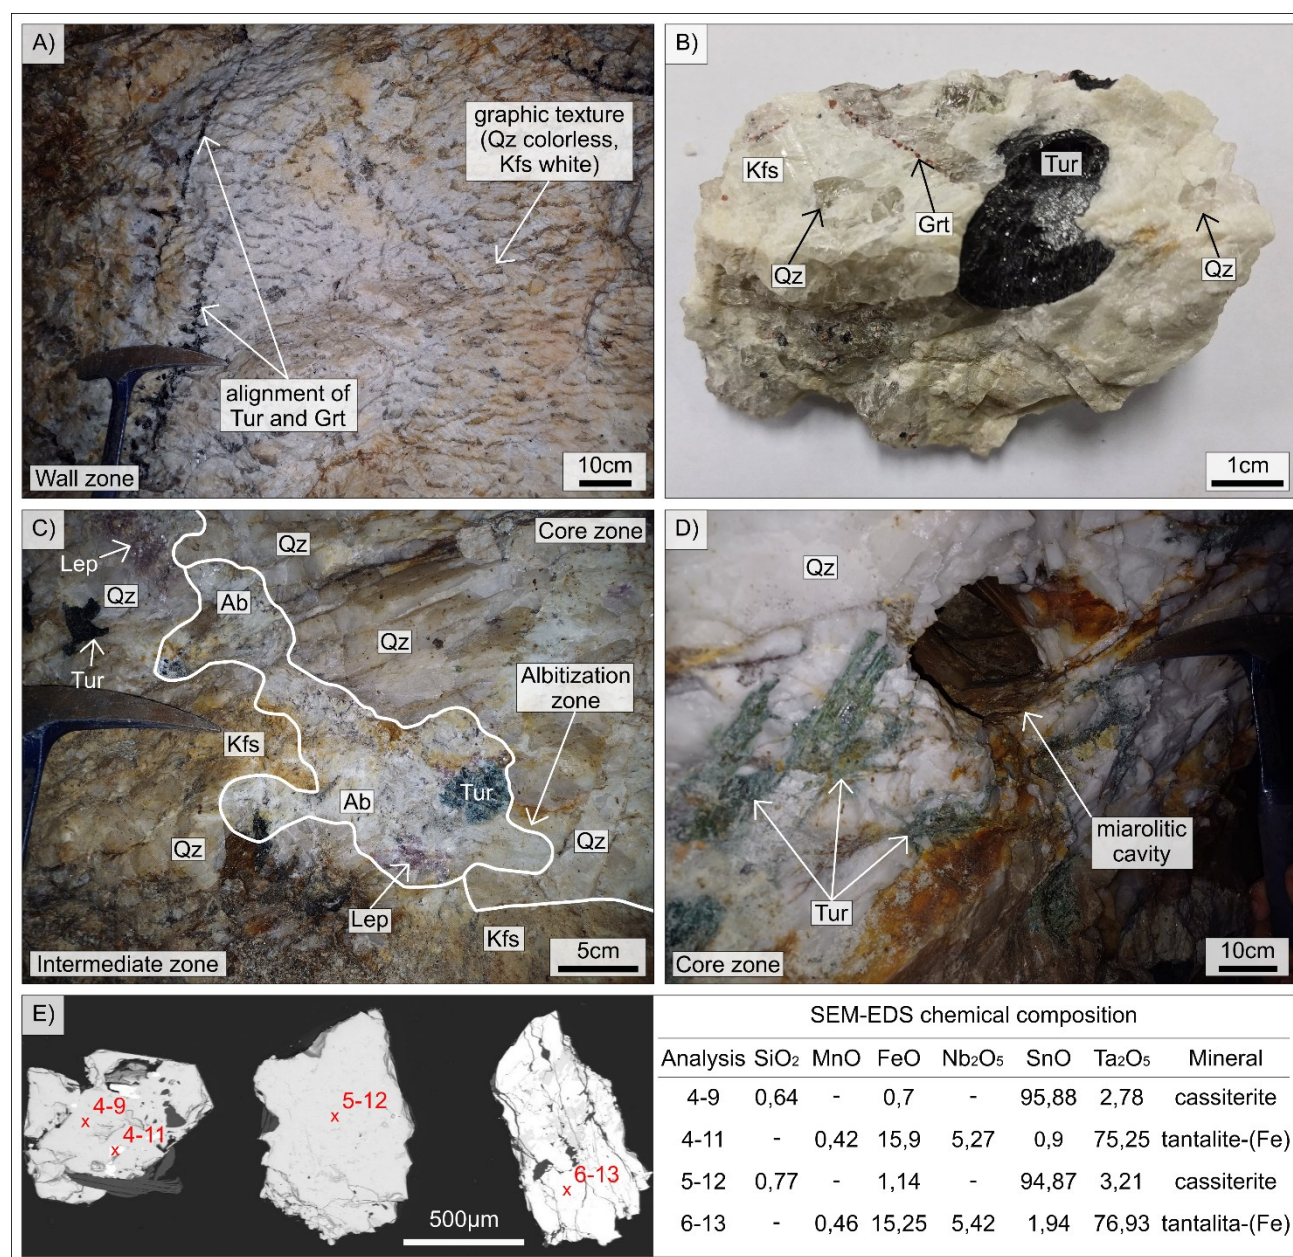 A)
graphic texture
(Qz colorless,
Kfs white)
alignment of
Tur and Grt
Wall zone
10cm
B)
Kfs
Tur
Qz
Grt
Qz
1cm
C)
Lep
Qz
Core zone
Qz
Ab
Tur
Qz
Albitization
zone
Kfs
Ab
Tur
Qz
Qz
Lep
Kfs
Intermediate zone
5cm
D)
Qz
miarolitic
cavity
Tur
Core zone
10cm
E)
4-9
4-11
5-12
6-13
500µm
SEM-EDS chemical composition
Analysis SiO₂ MnO FeO Nb₂O₅ SnO Ta₂O₅ Mineral
4-9 0,64 - 0,7 - 95,88 2,78 cassiterite
4-11 - 0,42 15,9 5,27 0,9 75,25 tantalite-(Fe)
5-12 0,77 - 1,14 - 94,87 3,21 cassiterite
6-13 - 0,46 15,25 5,42 1,94 76,93 tantalita-(Fe)